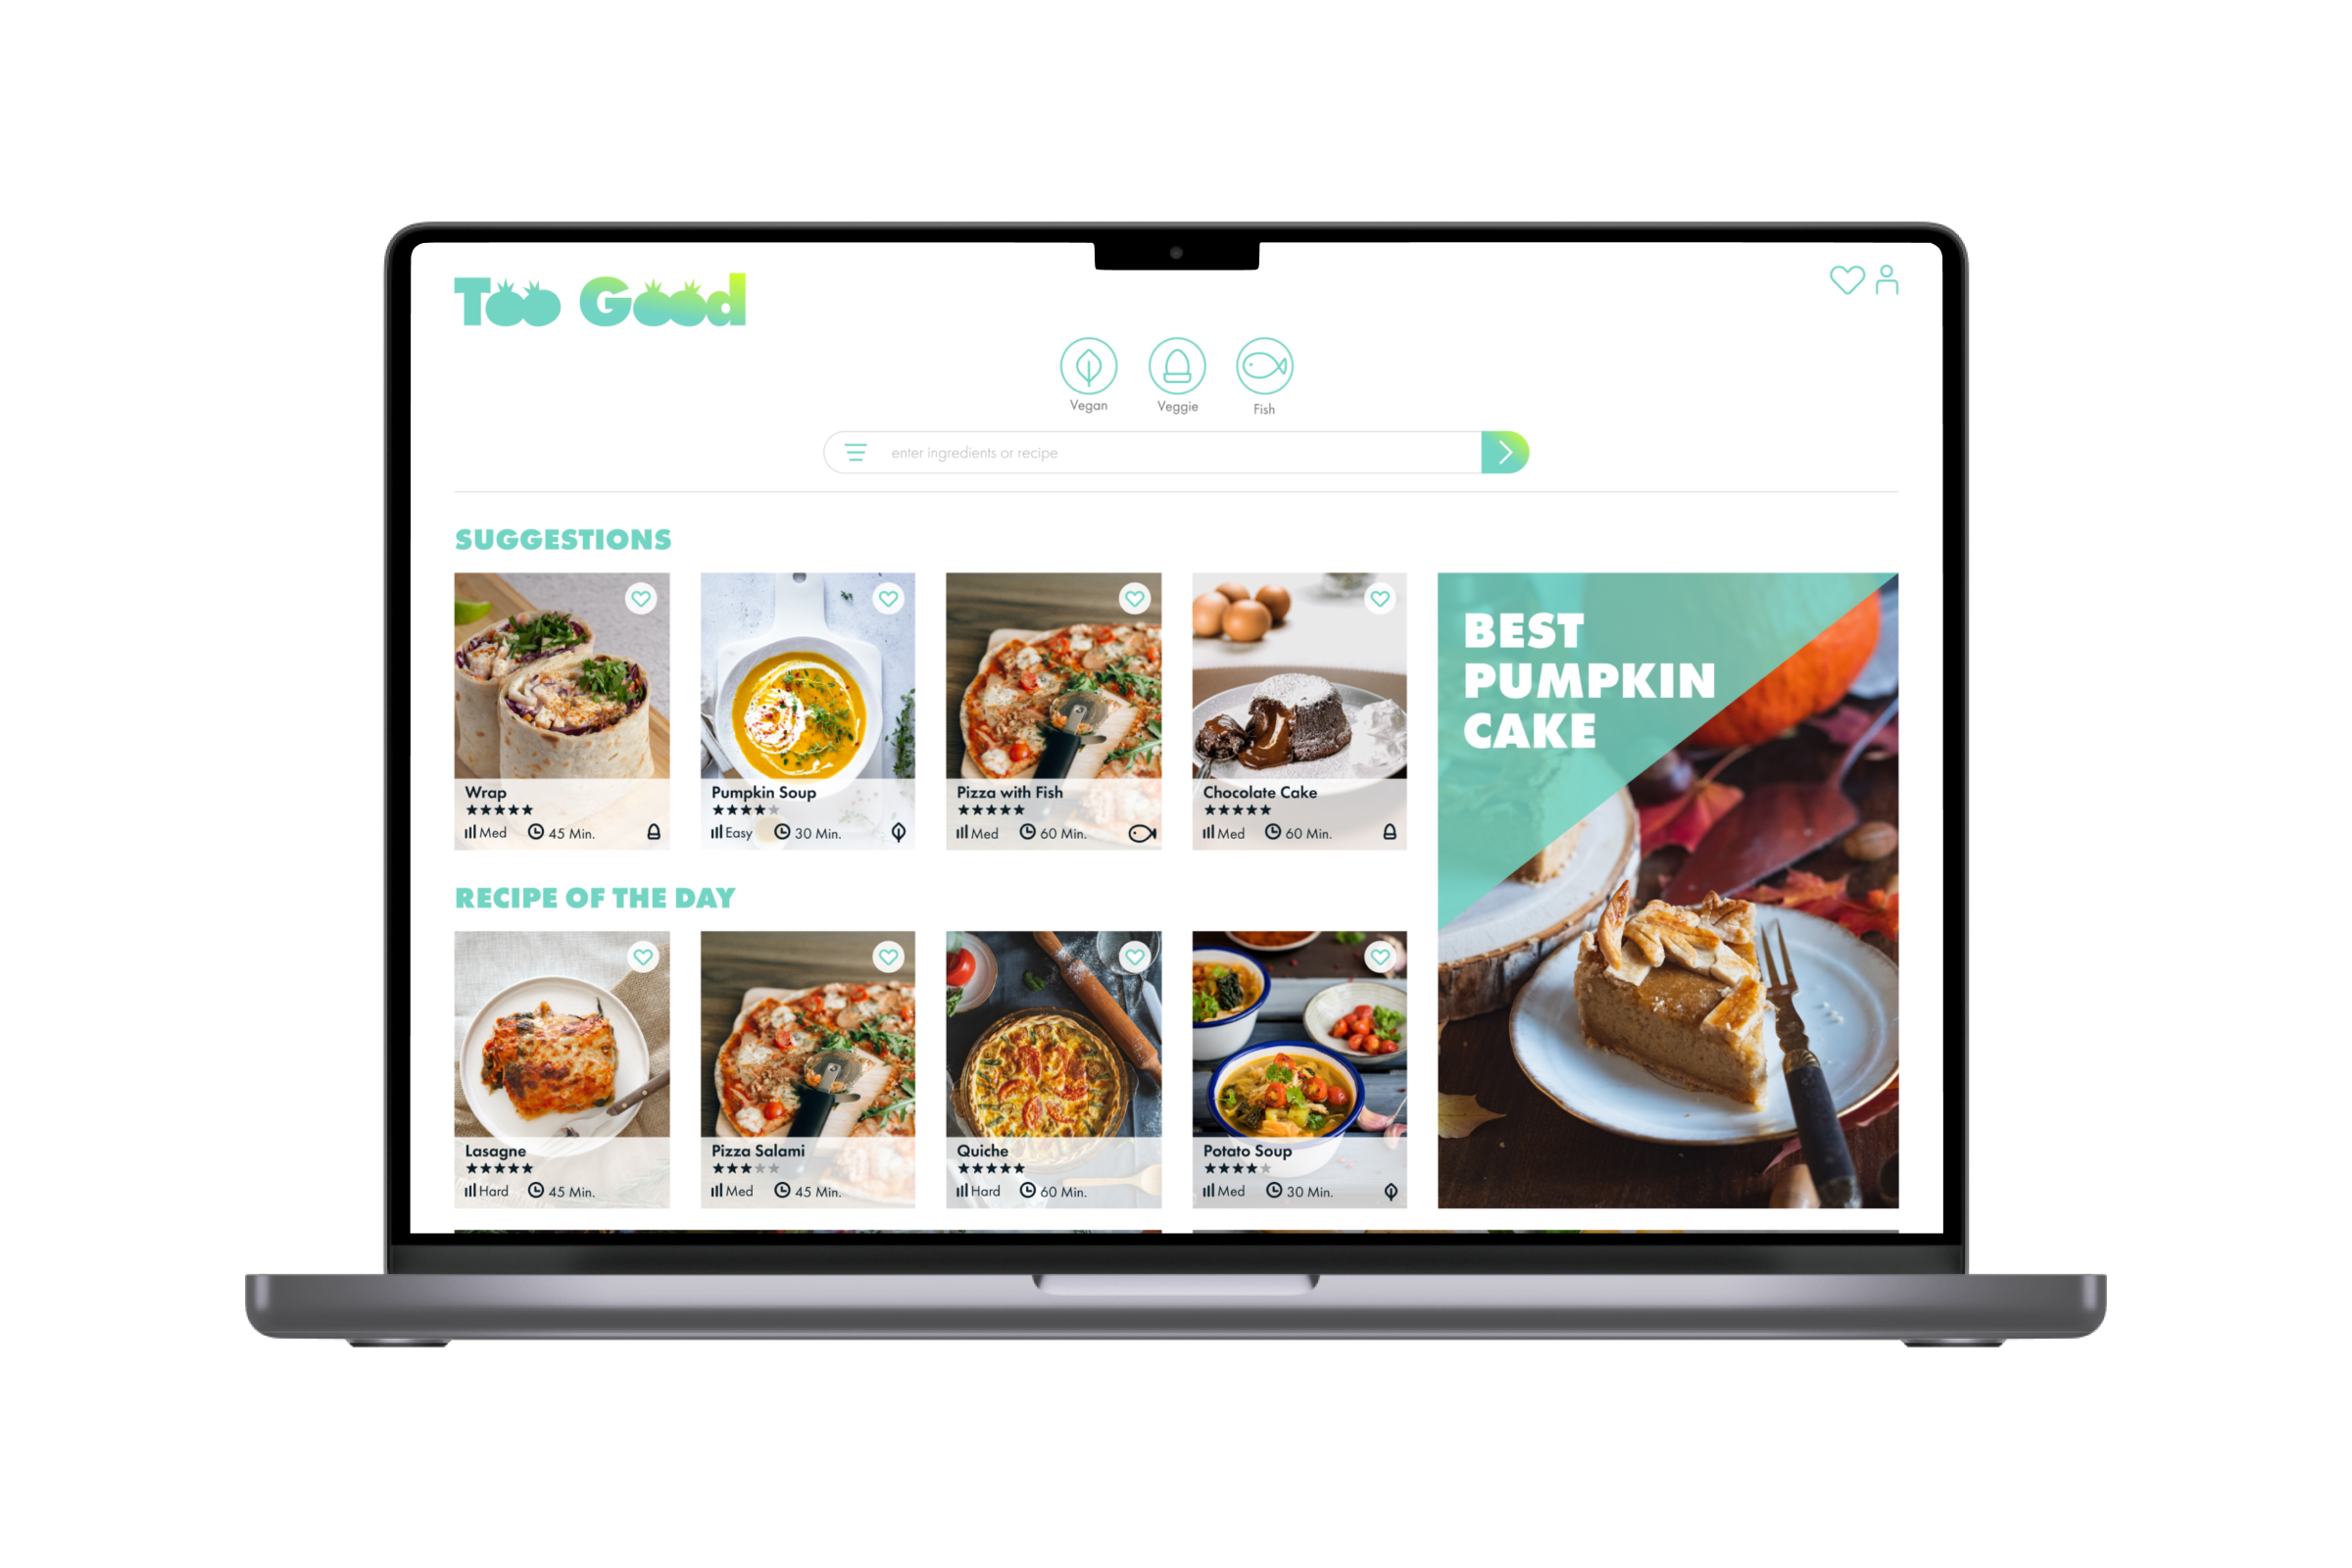 Too Good
Vegan
Veggie
Fish
enter ingredients or recipe
SUGGESTIONS
Wrap
Med 45 Min.
Pumpkin Soup
Easy 30 Min.
Pizza with Fish
Med 60 Min.
Chocolate Cake
Med 60 Min.
BEST
PUMPKIN
CAKE
RECIPE OF THE DAY
Lasagne
Hard 45 Min.
Pizza Salami
Med 45 Min.
Quiche
Hard 60 Min.
Potato Soup
Med 30 Min.